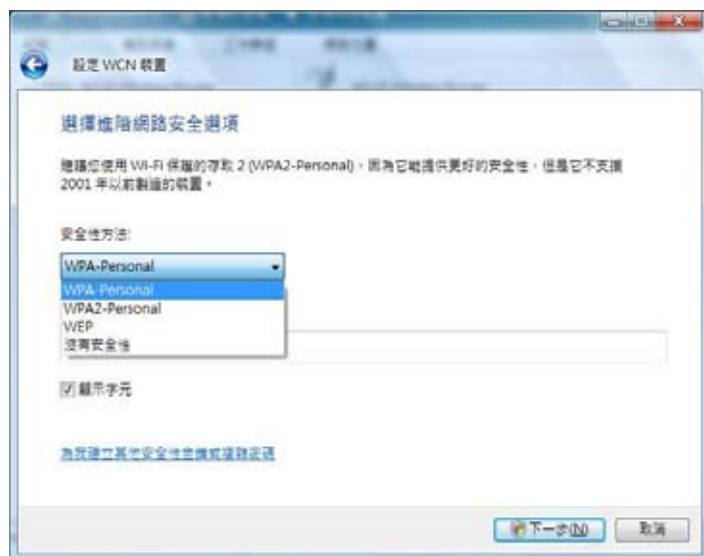 設定 WCN 裝置
選擇進階網路安全選項
建議您使用 Wi-Fi 保護的存取 2 (WPA2-Personal)，因為它能提供更好的安全性，但是它不支援
2001 年以前製造的裝置。
安全性方法:
WPA-Personal
WPA-Personal
WPA2-Personal
WEP
沒有安全性
顯示字元
為我建立其他安全性金鑰或複雜密碼
下一步(N)
取消